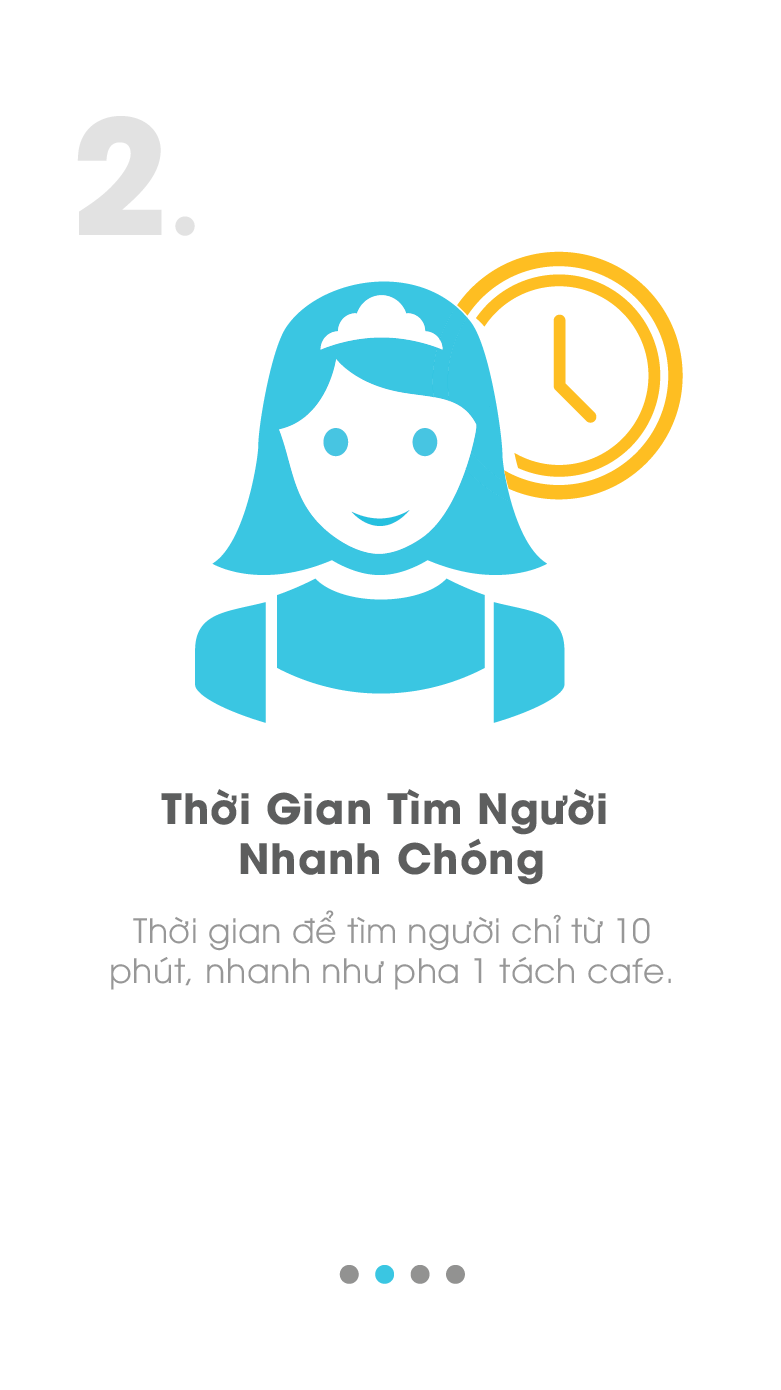 2.
Thời Gian Tìm Người
Nhanh Chóng
Thời gian để tìm người chỉ từ 10
phút, nhanh như pha 1 tách cafe.